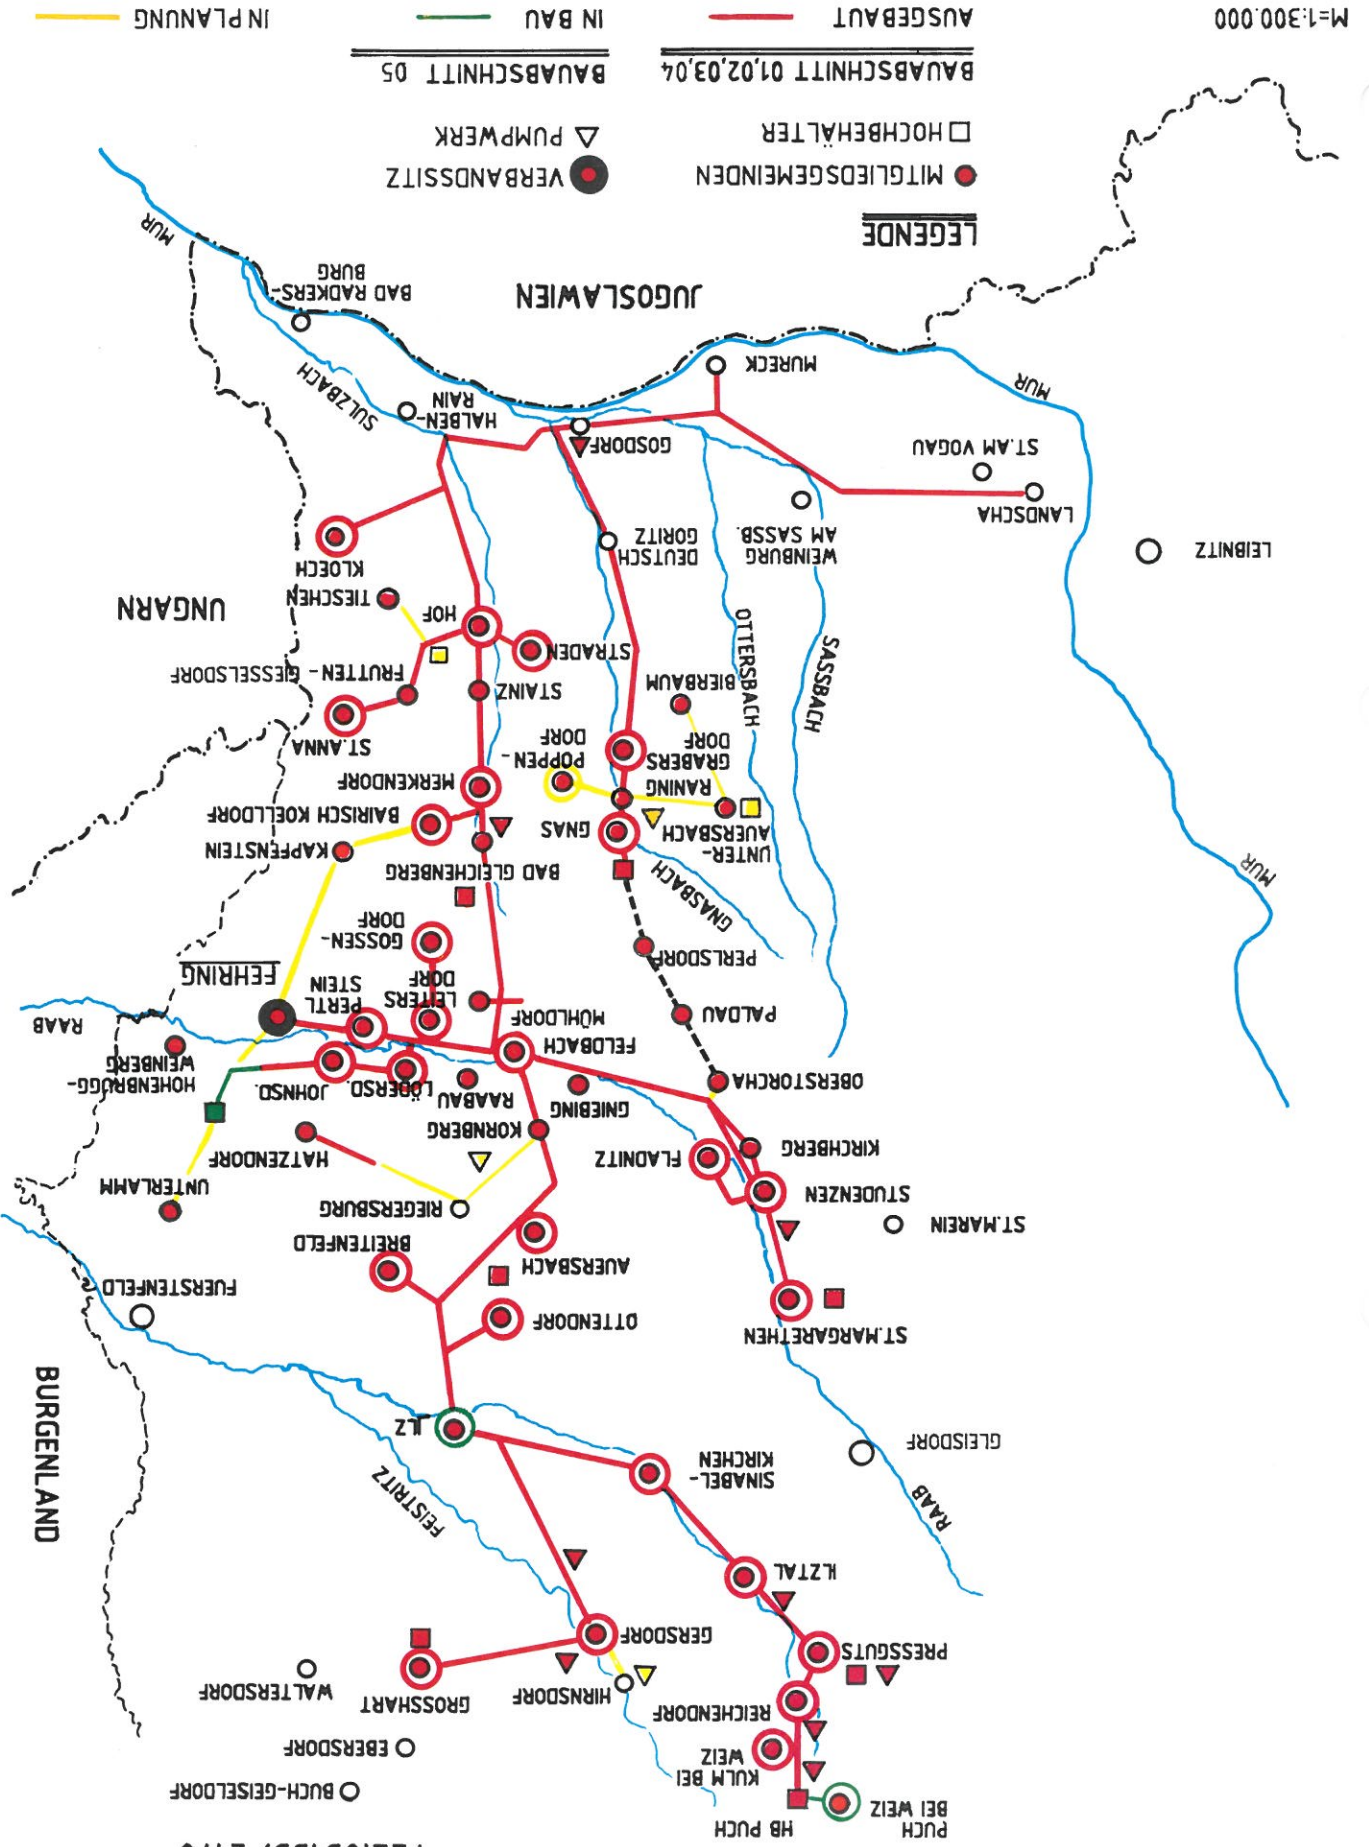 PUCH
BEI WEIZ
HB PUCH
KULM BEI
WEIZ
BUCH-GEISELDORF
EBERSDORF
REICHENDORF
HIRNSDORF
GROSSHART
WALTERSDORF
PRESSGUTS
GERSDORF
ILZTAL
RAAB
FEISTRITZ
SINABEL-
KIRCHEN
GLEISDORF
ILZ
BURGENLAND
ST.MARGARETHEN
OTTENDORF
FUERSTENFELD
AUERSBACH
BREITENFELD
ST.MAREIN
STUDENZEN
RIEGERSBURG
UNTERLAMM
KIRCHBERG
FLADNITZ
HATZENDORF
KORNBERG
GNIEBING
RAABAU
LÖDERSD.
JOHNSD.
HOHENBRUGG-
WEINBERG
OBERSTORCHA
FELDBACH
MÜHLDORF
RAAB
PALDAU
LEITERS
DORF
PERTL
STEIN
FEHRING
PERLSDORF
GOSSEN-
DORF
GNASBACH
BAD GLEICHENBERG
MUR
KAPFENSTEIN
UNTER-
AUERSBACH
GNAS
BAIRISCH KOELLDORF
RANING
MERKENDORF
GRABERS
DORF
POPPEN-
DORF
ST.ANNA
BIERBAUM
STAINZ
FRUTTEN-
GIESSELSDORF
SASSBACH
OTTERSBACH
STRADEN
HOF
TIESCHEN
UNGARN
KLOECH
LEIBNITZ
WEINBURG
AM SASSB.
DEUTSCH
GORITZ
LANDSCHA
ST.AM VOGAU
GOSDORF
HALBEN-
RAIN
SULZBACH
MUR
MURECK
JUGOSLAWIEN
BAD RADKERS-
BURG
MUR
LEGENDE
MITGLIEDSGEMEINDEN
VERBANDSSITZ
HOCHBEHÄLTER
PUMPWERK
BAUABSCHNITT 01,02,03,04
BAUABSCHNITT 05
M=1:300.000
AUSGEBAUT
IN BAU
IN PLANUNG